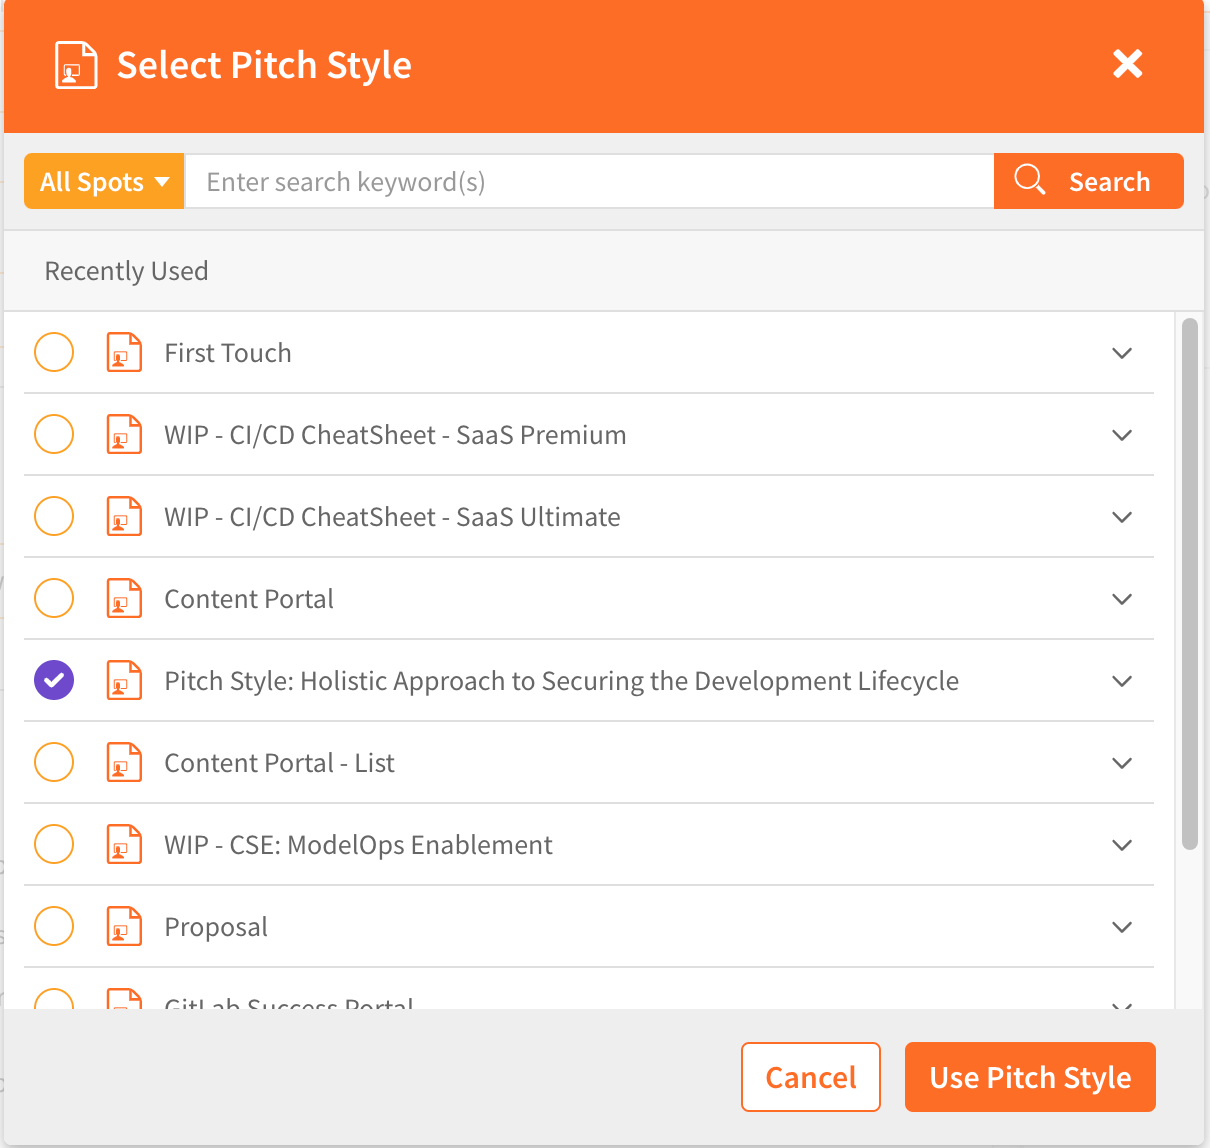 Select Pitch Style
All Spots
Enter search keyword(s)
Search
Recently Used
First Touch
WIP - CI/CD CheatSheet - SaaS Premium
WIP - CI/CD CheatSheet - SaaS Ultimate
Content Portal
Pitch Style: Holistic Approach to Securing the Development Lifecycle
Content Portal - List
WIP - CSE: ModelOps Enablement
Proposal
GitLab Success Portal
Cancel
Use Pitch Style